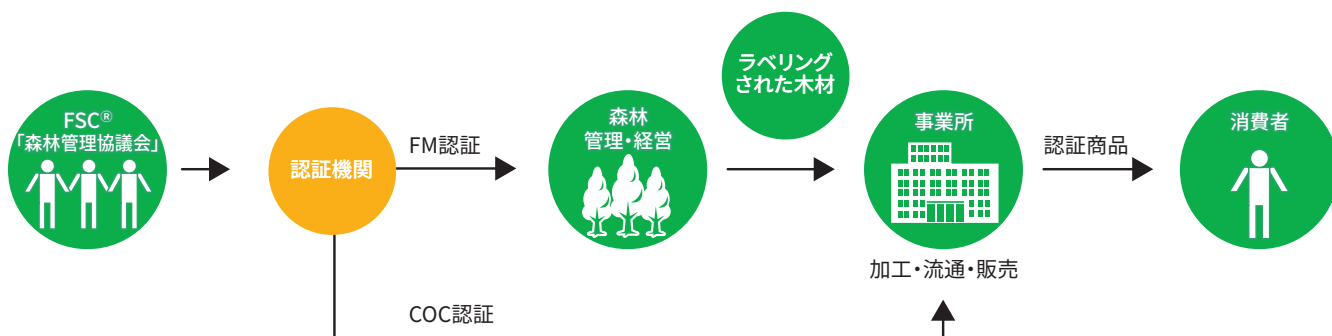 FSC®
「森林管理協議会」
認証機関
FM認証
森林
管理・経営
ラベリング
された木材
事業所
加工・流通・販売
認証商品
消費者
COC認証